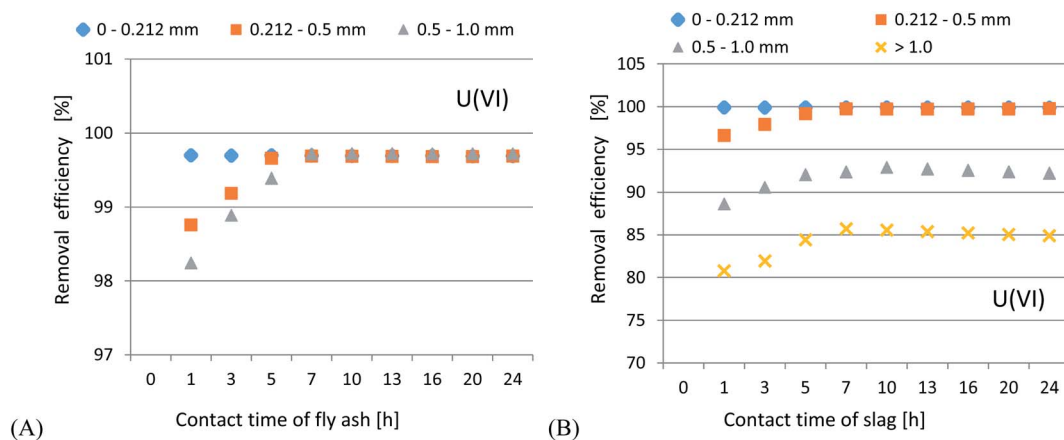 0 - 0.212 mm 0.212 - 0.5 mm 0.5 - 1.0 mm
101
100
99
98
97
Removal efficiency [%]
U(VI)
0 1 3 5 7 10 13 16 20 24
Contact time of fly ash [h]
(A)
0 - 0.212 mm 0.212 - 0.5 mm
0.5 - 1.0 mm > 1.0
105
100
95
90
85
80
75
70
Removal efficiency [%]
U(VI)
0 1 3 5 7 10 13 16 20 24
Contact time of slag [h]
(B)